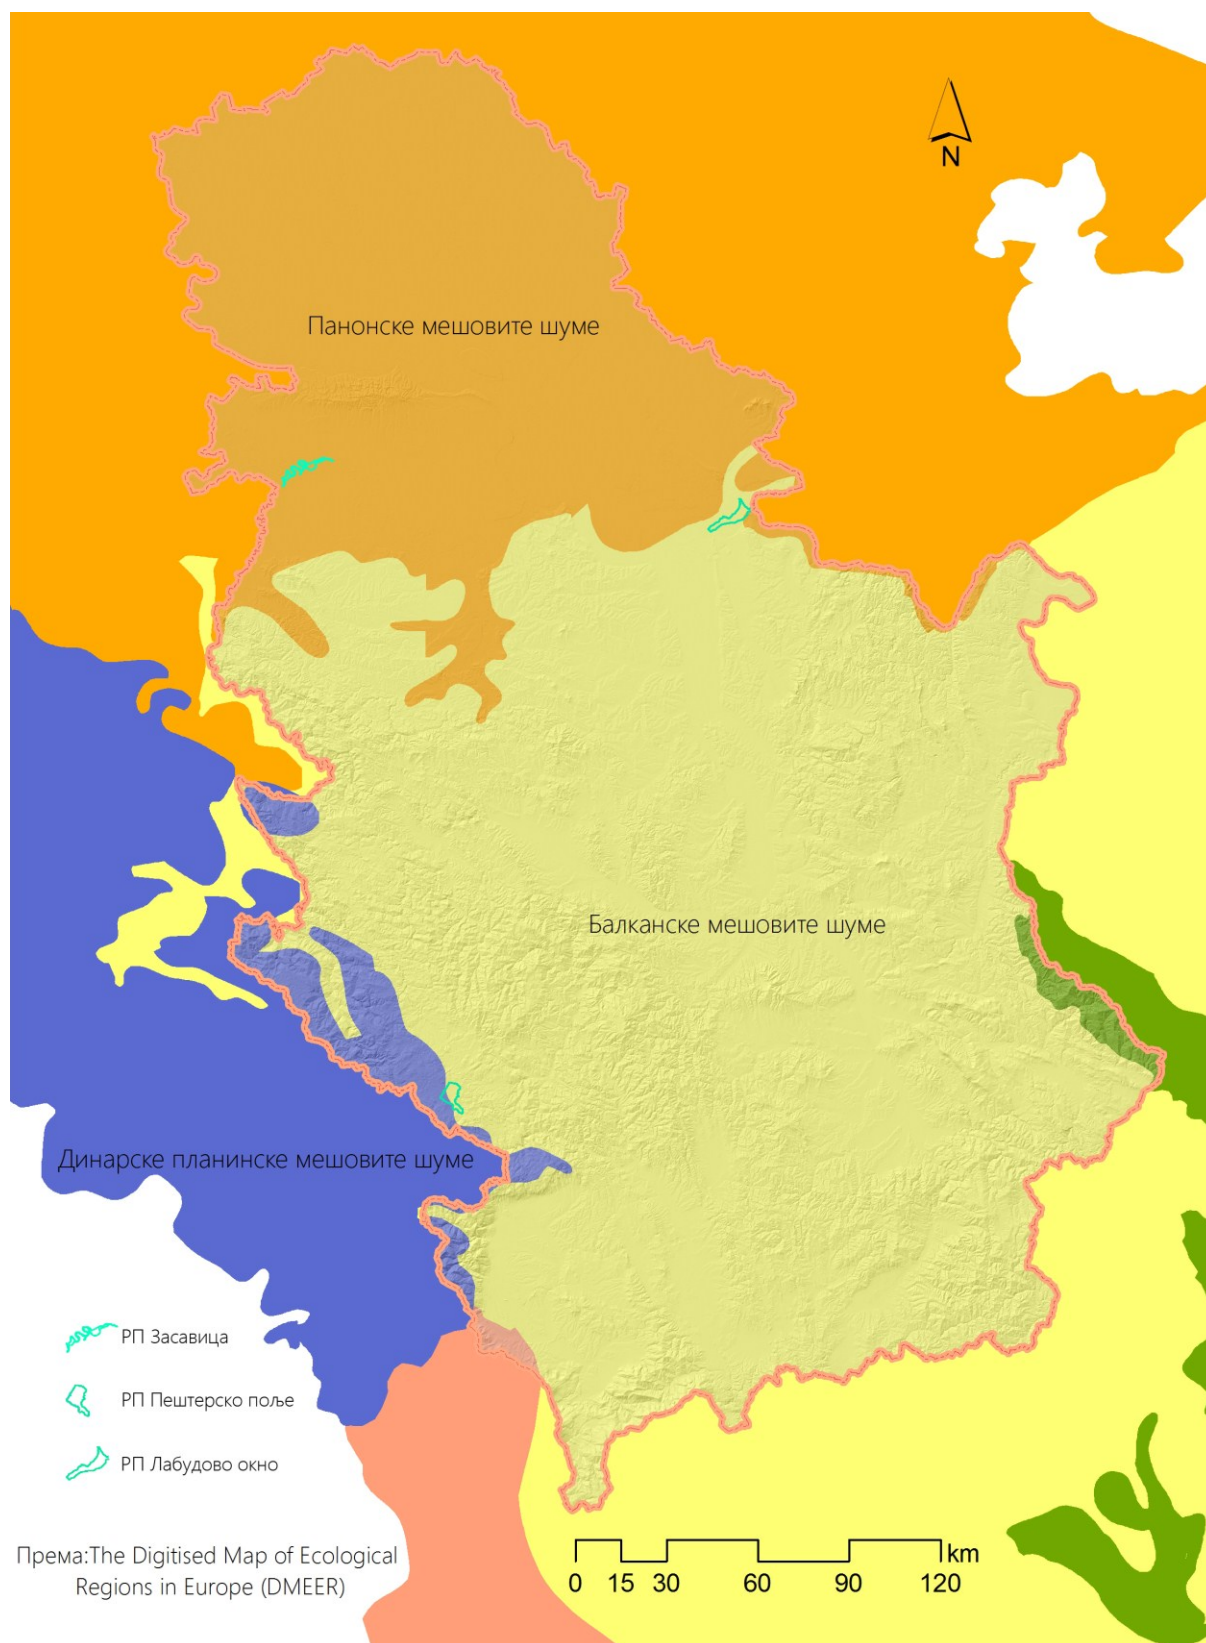 N
Панонске мешовите шуме
Балканске мешовите шуме
Динарске планинске мешовите шуме
РП Засавица
РП Пештерско поље
РП Лабудово окно
Према:The Digitised Map of Ecological
Regions in Europe (DMEER)
km
0 15 30 60 90 120